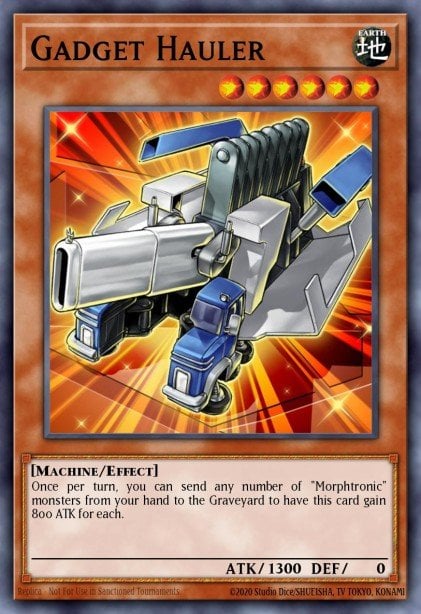 GADGET HAULER
EARTH
地
[MACHINE/EFFECT]
Once per turn, you can send any number of "Morphtronic"
monsters from your hand to the Graveyard to have this card gain
800 ATK for each.
ATK/1300 DEF/ 0
Replica - Not For Use in Sanctioned Tournaments
©2020 Studio Dice/SHUEISHA, TV TOKYO, KONAMI